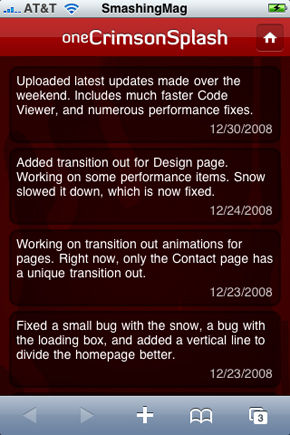 AT&T SmashingMag
oneCrimsonSplash
Uploaded latest updates made over the
weekend. Includes much faster Code
Viewer, and numerous performance fixes.
12/30/2008
Added transition out for Design page.
Working on some performance items. Snow
slowed it down, which is now fixed.
12/24/2008
Working on transition out animations for
pages. Right now, only the Contact page has
a unique transition out.
12/23/2008
Fixed a small bug with the snow, a bug with
the loading box, and added a vertical line to
divide the homepage better.
12/23/2008
3